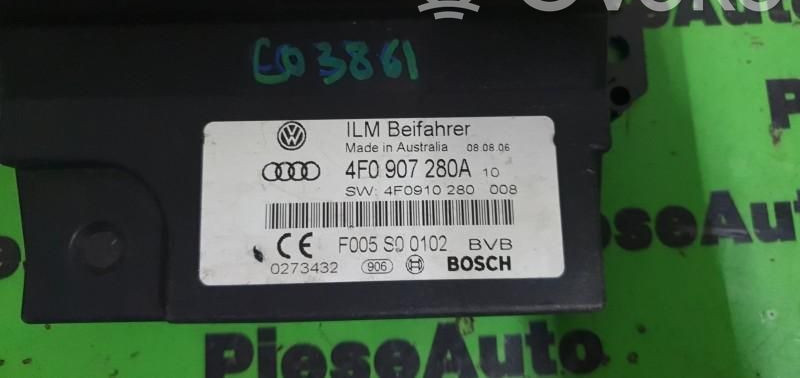 PieseAuto
C03861
ILM Beifahrer
Made in Australia 08.08.06
4F0 907 280A 10
SW: 4F0910 280 008
CE F005 S0 0102 BVB
0273432 906 BOSCH
PieseAuto